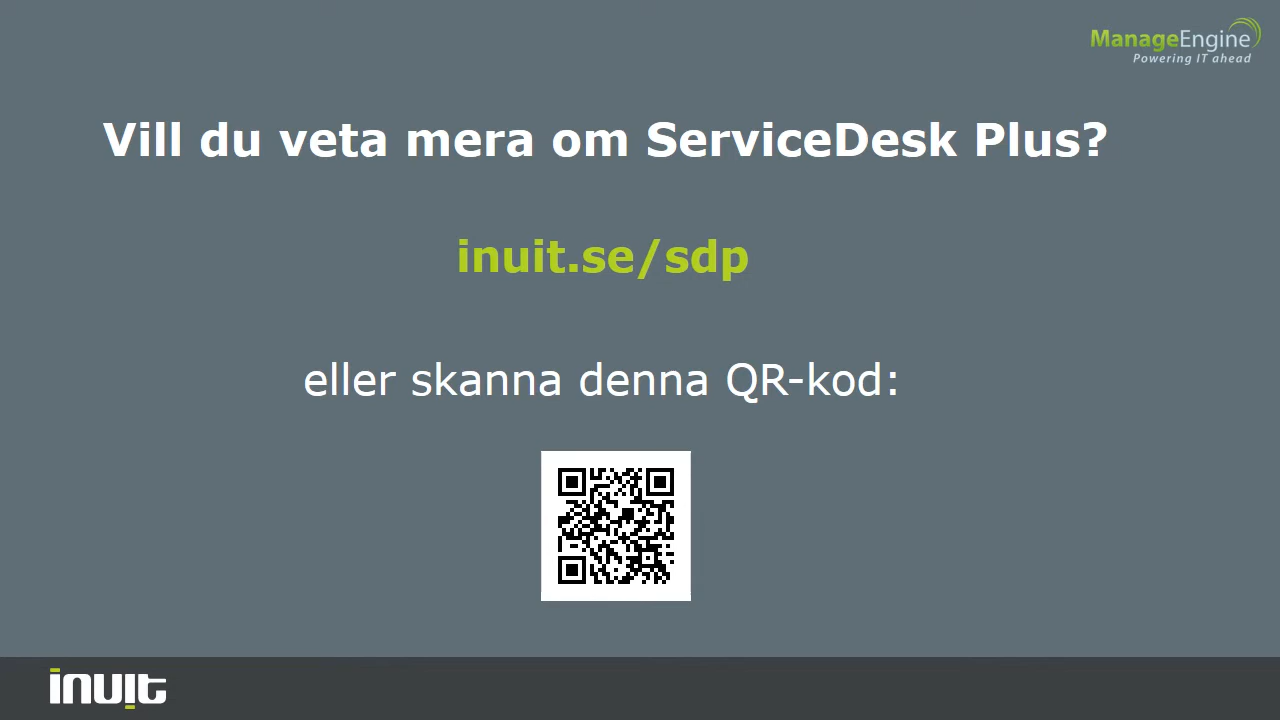 ManageEngine
Powering IT ahead
Vill du veta mera om ServiceDesk Plus?
inuit.se/sdp
eller skanna denna QR-kod:
inuit